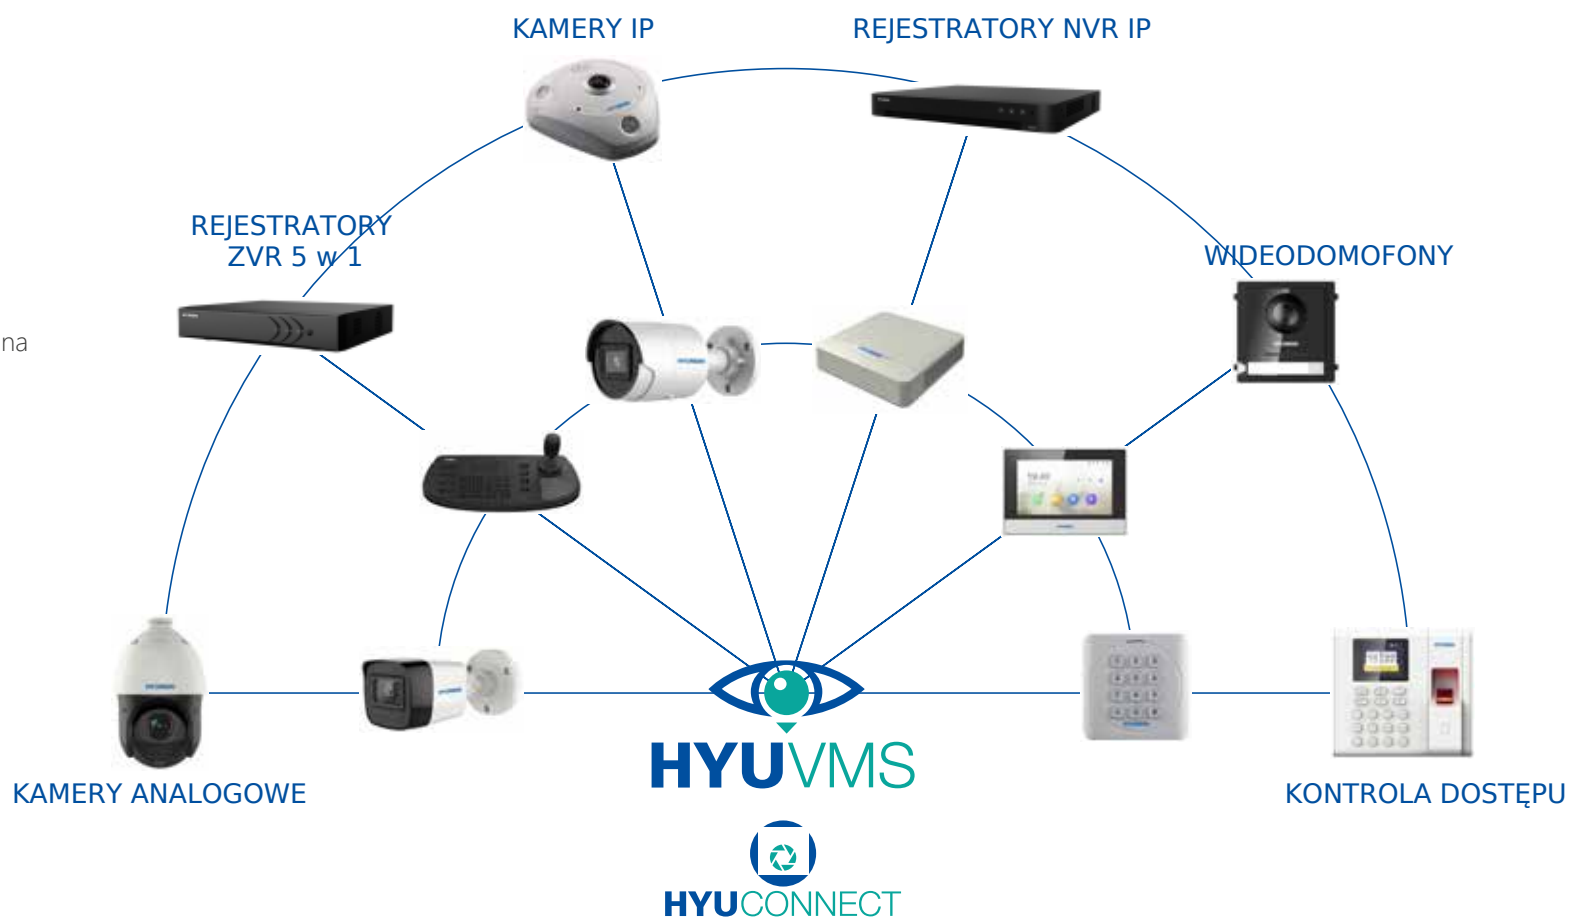 KAMERY IP
REJESTRATORY NVR IP
REJESTRATORY
ZVR 5 w 1
WIDEODOMOFONY
na
KAMERY ANALOGOWE
HYUVMS
KONTROLA DOSTĘPU
HYUCONNECT